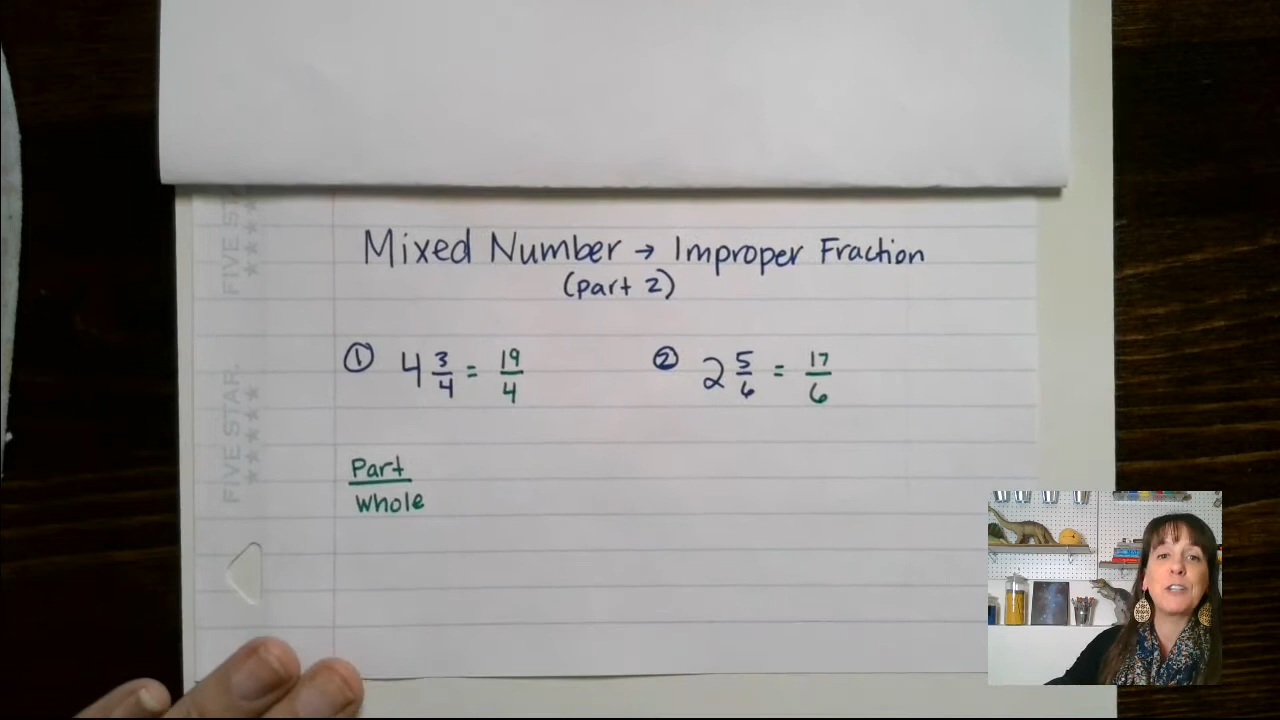 Mixed Number → Improper Fraction
(part 2)
① 4 3/4 = 19/4 ② 2 5/6 = 17/6
Part
Whole
FIVE STAR
FIVE STAR